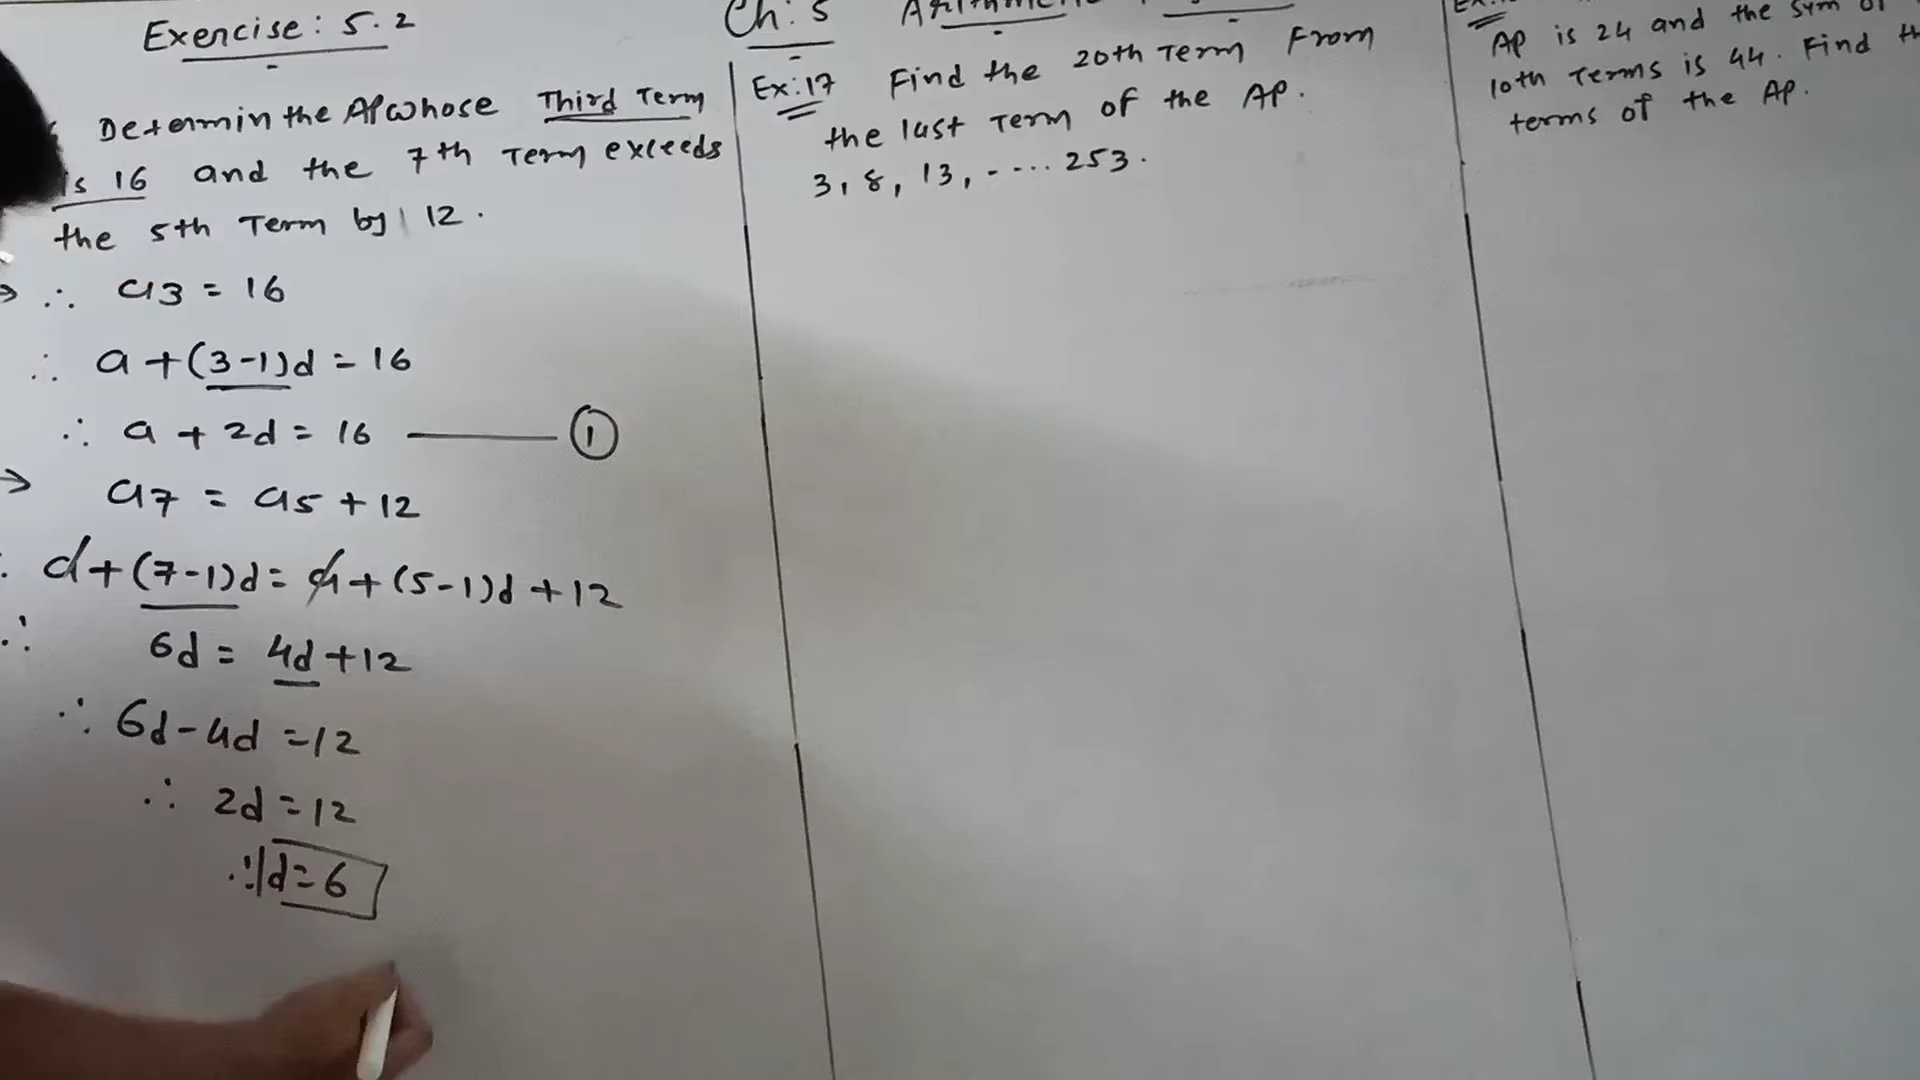 Exercise: 5.2
Determin the AP whose Third Term
is 16 and the 7th Term exceeds
the 5th Term by 12.
→ ∴ a3 = 16
∴ a + (3-1)d = 16
∴ a + 2d = 16 ——— ①
→ a7 = a5 + 12
∴ a + (7-1)d = a + (5-1)d + 12
∴ 6d = 4d + 12
∴ 6d - 4d = 12
∴ 2d = 12
∴ d = 6
Ch: 5
Ex: 17 Find the 20th Term From
the last Term of the AP.
3, 8, 13, .... 253.
AP is 24 and the sum of
10th Terms is 44. Find
terms of the AP.